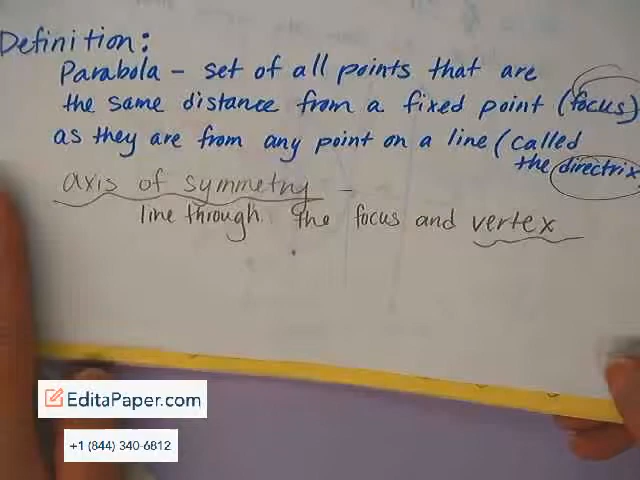 Definition:
Parabola - set of all points that are
the same distance from a fixed point (focus)
as they are from any point on a line (called
the directrix
axis of symmetry -
line through the focus and vertex
EditaPaper.com
+1 (844) 340-6812